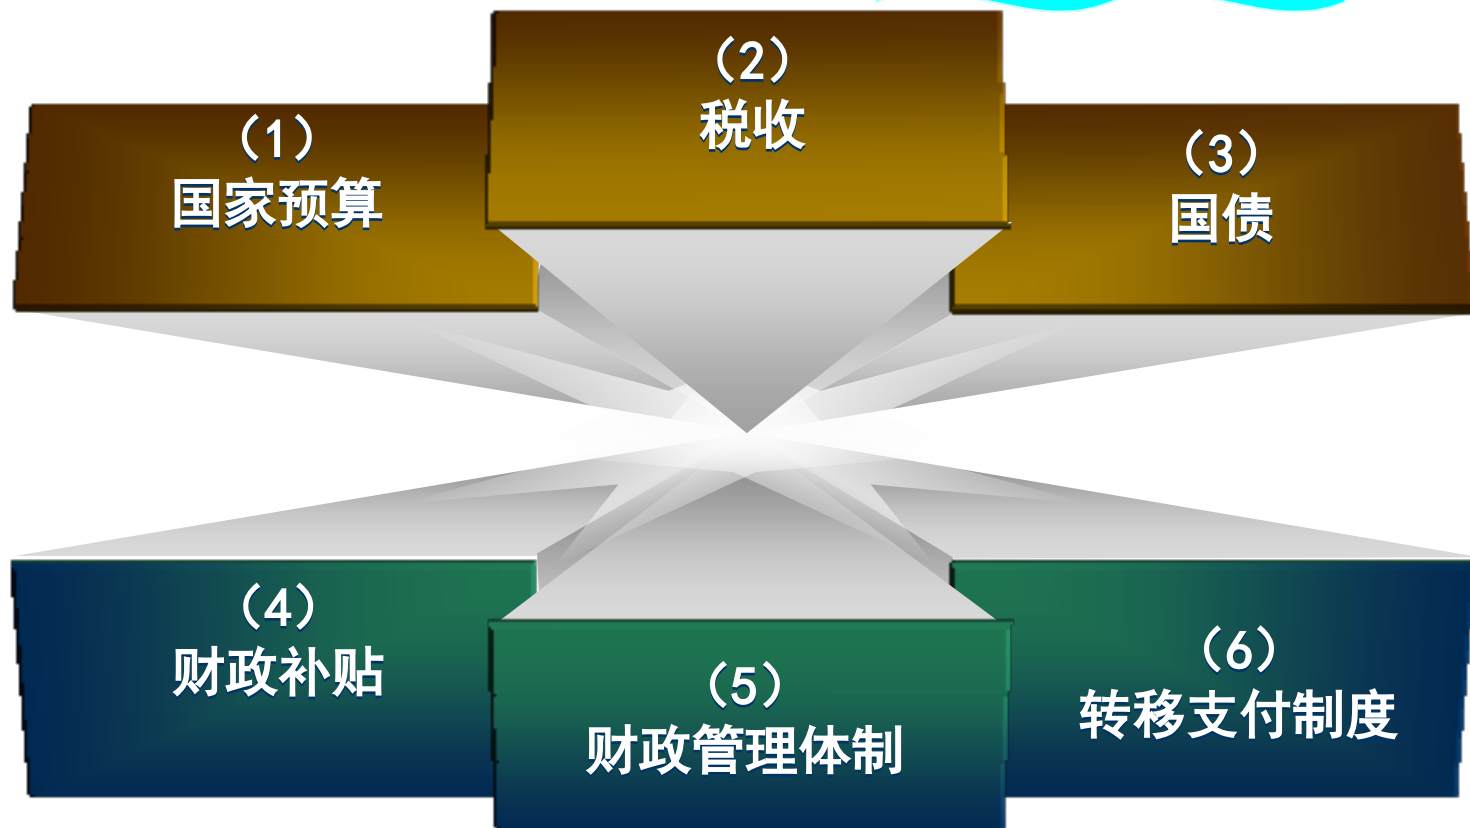 （1）
国家预算
（2）
税收
（3）
国债
（4）
财政补贴
（5）
财政管理体制
（6）
转移支付制度